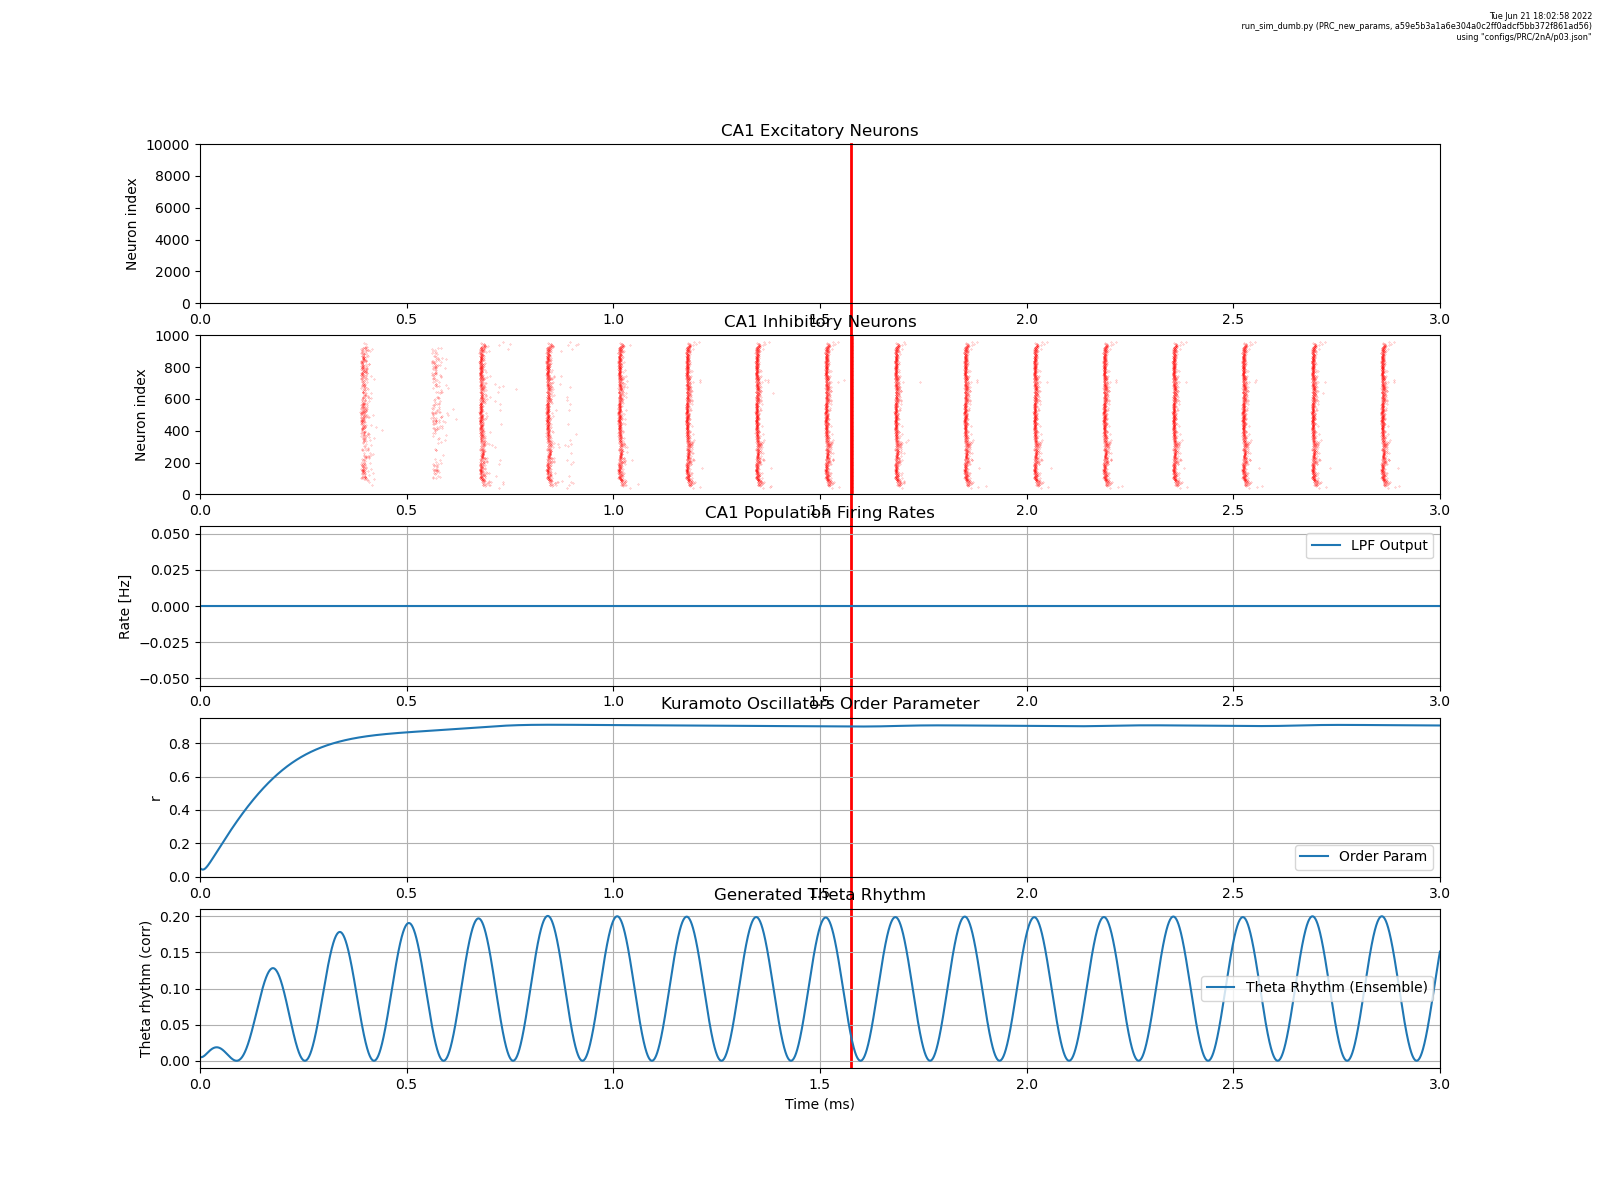 Tue Jun 21 18:02:58 2022
run_sim_dumb.py (PRC_new_params, a59e5b3a1a6e304a0c2ff0adcf5bb372f861ad56)
using "configs/PRC/2nA/p03.json"
CA1 Excitatory Neurons
10000
8000
6000
4000
2000
0
Neuron index
0.0 0.5 1.0 1.5 2.0 2.5 3.0
CA1 Inhibitory Neurons
1000
800
600
400
200
0
Neuron index
0.0 0.5 1.0 1.5 2.0 2.5 3.0
CA1 Population Firing Rates
0.050
0.025
0.000
−0.025
−0.050
Rate [Hz]
LPF Output
0.0 0.5 1.0 1.5 2.0 2.5 3.0
Kuramoto Oscillators Order Parameter
0.8
0.6
0.4
0.2
0.0
r
Order Param
0.0 0.5 1.0 1.5 2.0 2.5 3.0
Generated Theta Rhythm
0.20
0.15
0.10
0.05
0.00
Theta rhythm (corr)
Theta Rhythm (Ensemble)
0.0 0.5 1.0 1.5 2.0 2.5 3.0
Time (ms)